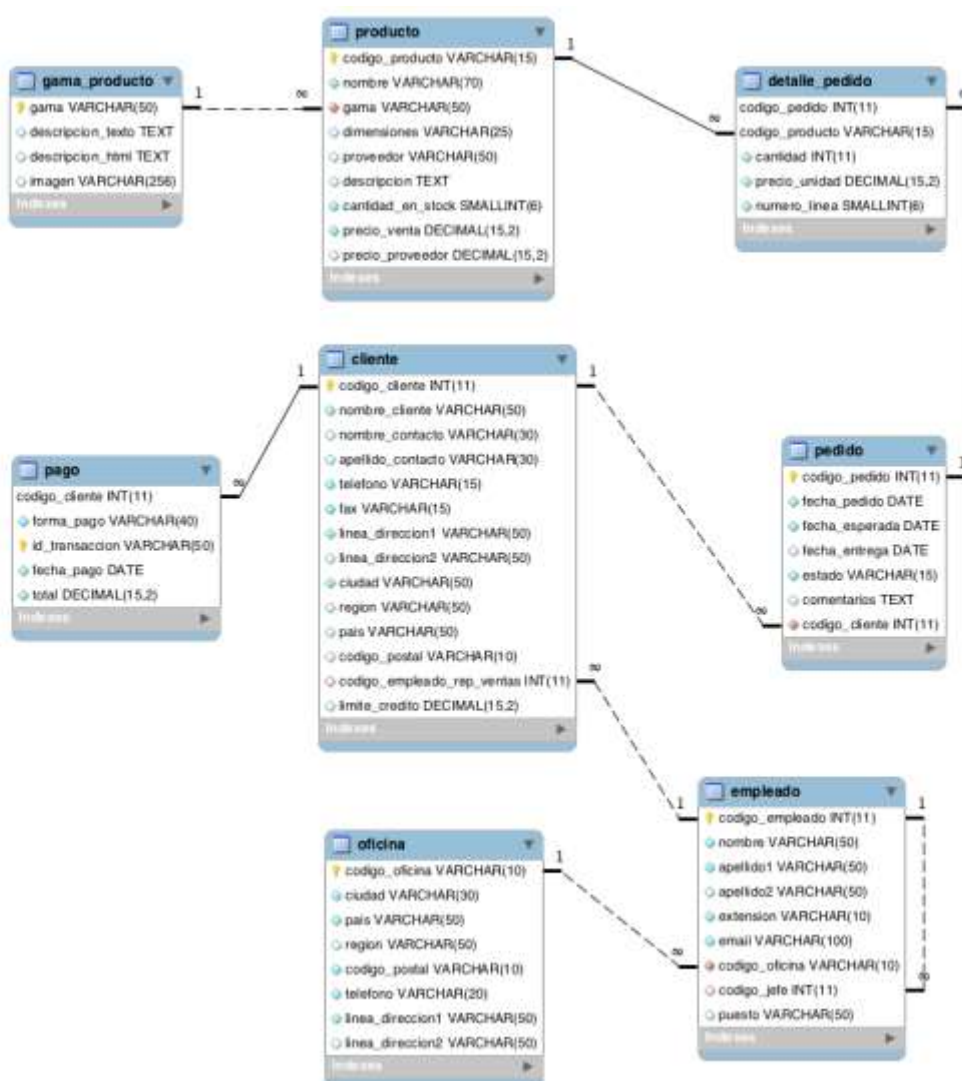 producto
codigo_producto VARCHAR(15)
nombre VARCHAR(70)
gama VARCHAR(50)
dimensiones VARCHAR(25)
proveedor VARCHAR(50)
descripcion TEXT
cantidad_en_stock SMALLINT(6)
precio_venta DECIMAL(15,2)
precio_proveedor DECIMAL(15,2)
Indexes
gama_producto
gama VARCHAR(50)
descripcion_texto TEXT
descripcion_html TEXT
imagen VARCHAR(256)
Indexes
1
∞
1
∞
detalle_pedido
codigo_pedido INT(11)
codigo_producto VARCHAR(15)
cantidad INT(11)
precio_unidad DECIMAL(15,2)
numero_linea SMALLINT(6)
Indexes
cliente
codigo_cliente INT(11)
nombre_cliente VARCHAR(50)
nombre_contacto VARCHAR(30)
apellido_contacto VARCHAR(30)
telefono VARCHAR(15)
fax VARCHAR(15)
linea_direccion1 VARCHAR(50)
linea_direccion2 VARCHAR(50)
ciudad VARCHAR(50)
region VARCHAR(50)
pais VARCHAR(50)
codigo_postal VARCHAR(10)
codigo_empleado_rep_ventas INT(11)
limite_credito DECIMAL(15,2)
Indexes
1
∞
1
∞
pago
codigo_cliente INT(11)
forma_pago VARCHAR(40)
id_transaccion VARCHAR(50)
fecha_pago DATE
total DECIMAL(15,2)
Indexes
pedido
codigo_pedido INT(11)
fecha_pedido DATE
fecha_esperada DATE
fecha_entrega DATE
estado VARCHAR(15)
comentarios TEXT
codigo_cliente INT(11)
Indexes
1
∞
1
empleado
codigo_empleado INT(11)
nombre VARCHAR(50)
apellido1 VARCHAR(50)
apellido2 VARCHAR(50)
extension VARCHAR(10)
email VARCHAR(100)
codigo_oficina VARCHAR(10)
codigo_jefe INT(11)
puesto VARCHAR(50)
Indexes
1
∞
oficina
codigo_oficina VARCHAR(10)
ciudad VARCHAR(30)
pais VARCHAR(50)
region VARCHAR(50)
codigo_postal VARCHAR(10)
telefono VARCHAR(20)
linea_direccion1 VARCHAR(50)
linea_direccion2 VARCHAR(50)
Indexes
1
∞